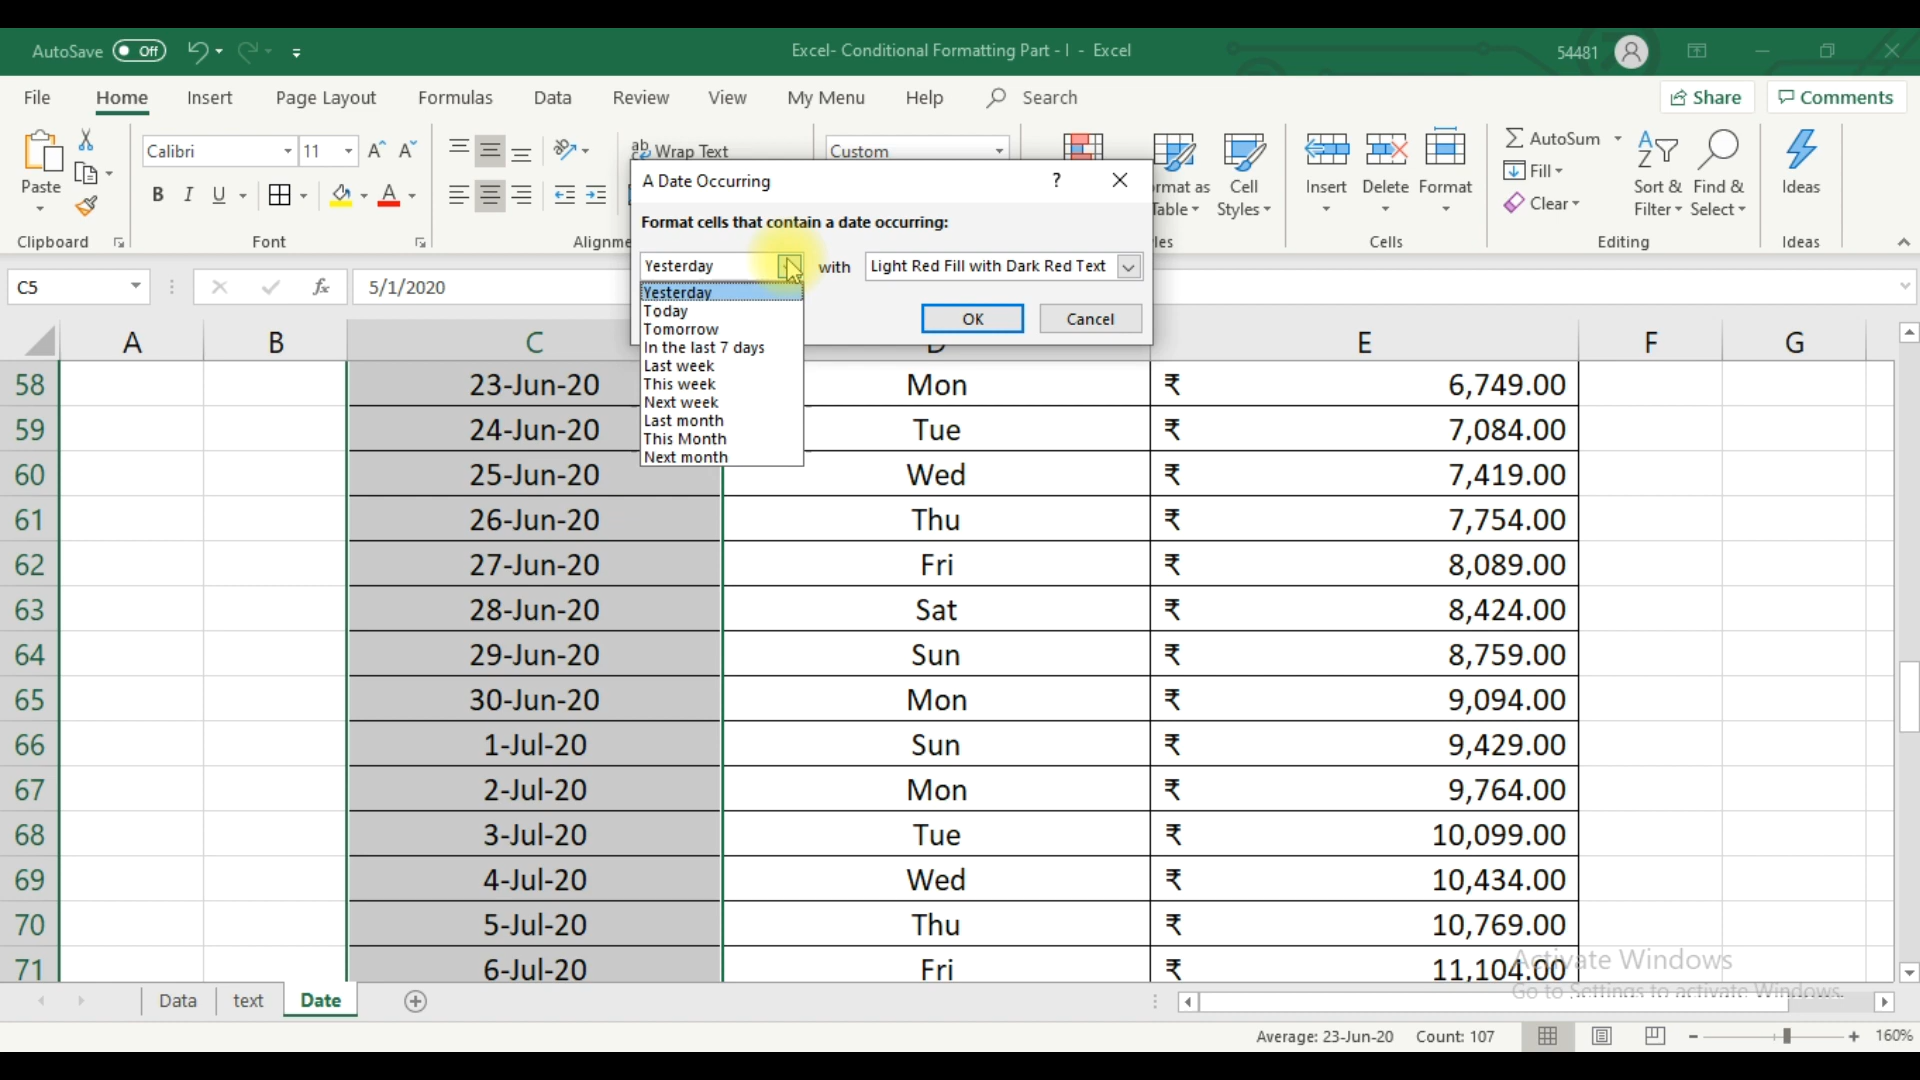 AutoSave Off Excel- Conditional Formatting Part - I - Excel 54481
File Home Insert Page Layout Formulas Data Review View My Menu Help Search Share Comments
Paste Calibri 11 Wrap Text Custom
B I U A
rmat as Table Cell Styles Insert Delete Format
AutoSum Fill Clear Sort & Filter Find & Select Ideas
Clipboard Font Alignme les Cells Editing Ideas
A Date Occurring ?
Format cells that contain a date occurring:
Yesterday with Light Red Fill with Dark Red Text
OK Cancel
Yesterday
Today
Tomorrow
In the last 7 days
Last week
This week
Next week
Last month
This Month
Next month
C5 fx 5/1/2020
A B C D E F G
58 23-Jun-20 Mon ₹ 6,749.00
59 24-Jun-20 Tue ₹ 7,084.00
60 25-Jun-20 Wed ₹ 7,419.00
61 26-Jun-20 Thu ₹ 7,754.00
62 27-Jun-20 Fri ₹ 8,089.00
63 28-Jun-20 Sat ₹ 8,424.00
64 29-Jun-20 Sun ₹ 8,759.00
65 30-Jun-20 Mon ₹ 9,094.00
66 1-Jul-20 Sun ₹ 9,429.00
67 2-Jul-20 Mon ₹ 9,764.00
68 3-Jul-20 Tue ₹ 10,099.00
69 4-Jul-20 Wed ₹ 10,434.00
70 5-Jul-20 Thu ₹ 10,769.00
71 6-Jul-20 Fri ₹ 11,104.00
Activate Windows
Go to Settings to activate Windows.
Data text Date
Average: 23-Jun-20 Count: 107 160%